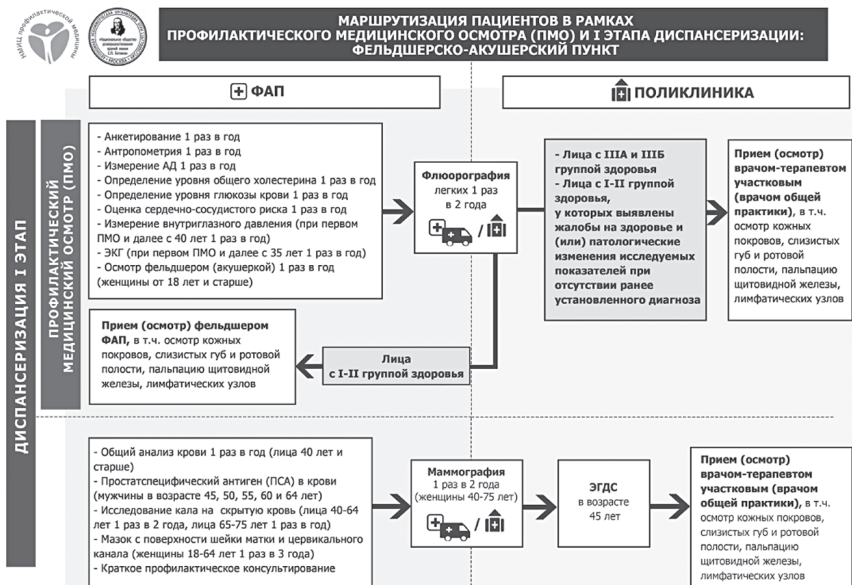 НМИЦ профилактической медицины
МАРШРУТИЗАЦИЯ ПАЦИЕНТОВ В РАМКАХ
ПРОФИЛАКТИЧЕСКОГО МЕДИЦИНСКОГО ОСМОТРА (ПМО) И I ЭТАПА ДИСПАНСЕРИЗАЦИИ:
ФЕЛЬДШЕРСКО-АКУШЕРСКИЙ ПУНКТ
ФАП
ПОЛИКЛИНИКА
ДИСПАНСЕРИЗАЦИЯ I ЭТАП
ПРОФИЛАКТИЧЕСКИЙ
МЕДИЦИНСКИЙ ОСМОТР (ПМО)
- Анкетирование 1 раз в год
- Антропометрия 1 раз в год
- Измерение АД 1 раз в год
- Определение уровня общего холестерина 1 раз в год
- Определение уровня глюкозы крови 1 раз в год
- Оценка сердечно-сосудистого риска 1 раз в год
- Измерение внутриглазного давления (при первом
ПМО и далее с 40 лет 1 раз в год)
- ЭКГ (при первом ПМО и далее с 35 лет 1 раз в год)
- Осмотр фельдшером (акушеркой) 1 раз в год
(женщины от 18 лет и старше)
Флюорография
легких 1 раз
в 2 года
- Лица с IIIА и IIIБ
группой здоровья
- Лица с I-II группой
здоровья,
у которых выявлены
жалобы на здоровье и
(или) патологические
изменения исследуемых
показателей при
отсутствии ранее
установленного диагноза
Прием (осмотр)
врачом-терапевтом
участковым
(врачом общей
практики), в т.ч.
осмотр кожных
покровов, слизистых
губ и ротовой
полости, пальпацию
щитовидной железы,
лимфатических узлов
Прием (осмотр) фельдшером
ФАП, в т.ч. осмотр кожных
покровов, слизистых губ и ротовой
полости, пальпацию щитовидной
железы, лимфатических узлов
Лица
с I-II группой здоровья
- Общий анализ крови 1 раз в год (лица 40 лет и
старше)
- Простатспецифический антиген (ПСА) в крови
(мужчины в возрасте 45, 50, 55, 60 и 64 лет)
- Исследование кала на скрытую кровь (лица 40-64
лет 1 раз в 2 года, лица 65-75 лет 1 раз в год)
- Мазок с поверхности шейки матки и цервикального
канала (женщины 18-64 лет 1 раз в 3 года)
- Краткое профилактическое консультирование
Маммография
1 раз в 2 года
(женщины 40-75 лет)
ЭГДС
в возрасте
45 лет
Прием (осмотр)
врачом-терапевтом
участковым (врачом
общей практики), в т.ч.
осмотр кожных покровов,
слизистых губ и ротовой
полости, пальпацию
щитовидной железы,
лимфатических узлов